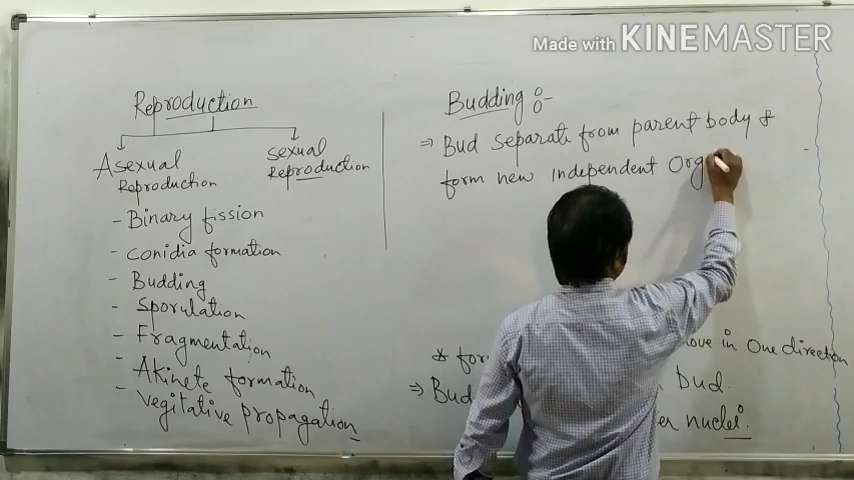 Made with KINEMASTER
Reproduction
Asexual
Reproduction
sexual
Reproduction
- Binary fission
- conidia formation
- Budding
- Sporulation
- Fragmentation
- Akinete formation
- Vegitative propagation
Budding :-
⇒ Bud separate from parent body &
form new independent Org
* for ove in One direction
⇒ Bud bud.
er nuclei.